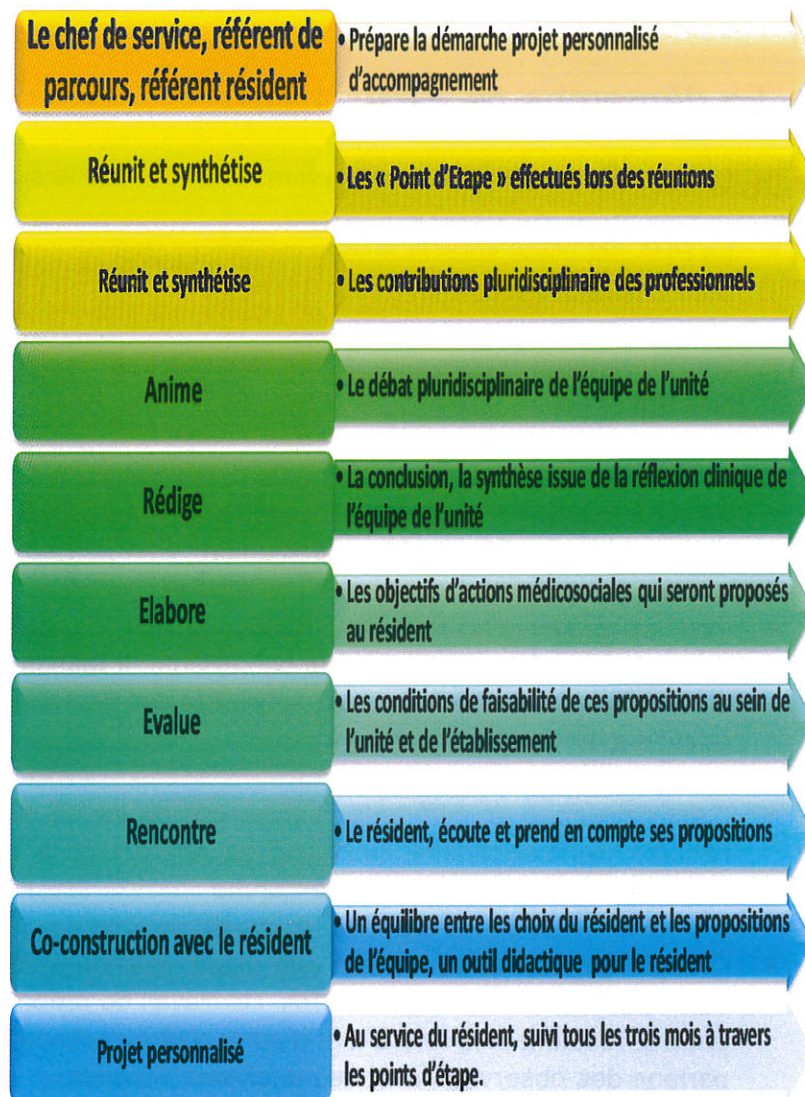 Le chef de service, référent de
parcours, référent résident
• Prépare la démarche projet personnalisé
d'accompagnement
Réunit et synthétise
• Les « Point d'Etape » effectués lors des réunions
Réunit et synthétise
• Les contributions pluridisciplinaire des professionnels
Anime
• Le débat pluridisciplinaire de l'équipe de l'unité
Rédige
• La conclusion, la synthèse issue de la réflexion clinique de
l'équipe de l'unité
Elabore
• Les objectifs d'actions médicosociales qui seront proposés
au résident
Evalue
• Les conditions de faisabilité de ces propositions au sein de
l'unité et de l'établissement
Rencontre
• Le résident, écoute et prend en compte ses propositions
Co-construction avec le résident
• Un équilibre entre les choix du résident et les propositions
de l'équipe, un outil didactique pour le résident
Projet personnalisé
• Au service du résident, suivi tous les trois mois à travers
les points d'étape.